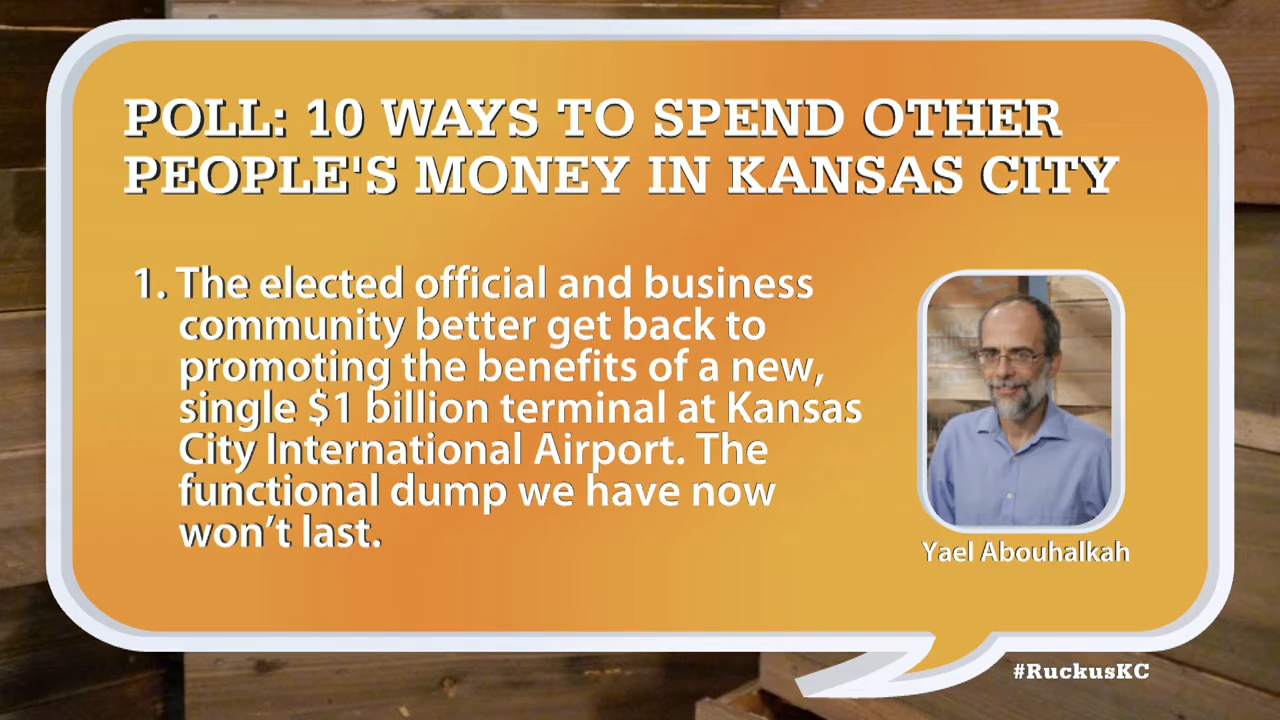 POLL: 10 WAYS TO SPEND OTHER
PEOPLE'S MONEY IN KANSAS CITY
1. The elected official and business
community better get back to
promoting the benefits of a new,
single $1 billion terminal at Kansas
City International Airport. The
functional dump we have now
won’t last.
Yael Abouhalkah
#RuckusKC